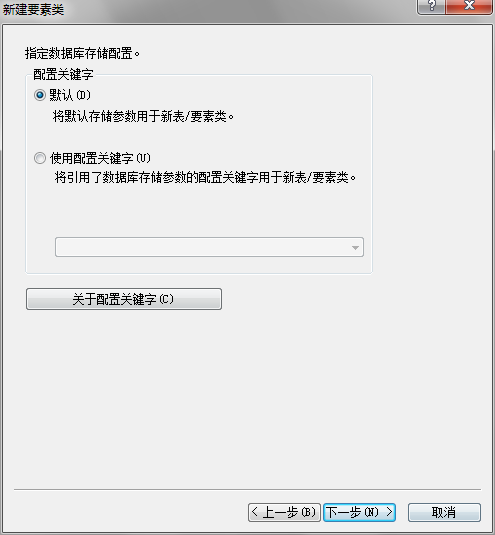 新建要素类
?
指定数据库存储配置。
配置关键字
默认(D)
将默认存储参数用于新表/要素类。
使用配置关键字(U)
将引用了数据库存储参数的配置关键字用于新表/要素类。
关于配置关键字(C)
< 上一步(B) 下一步(N) > 取消